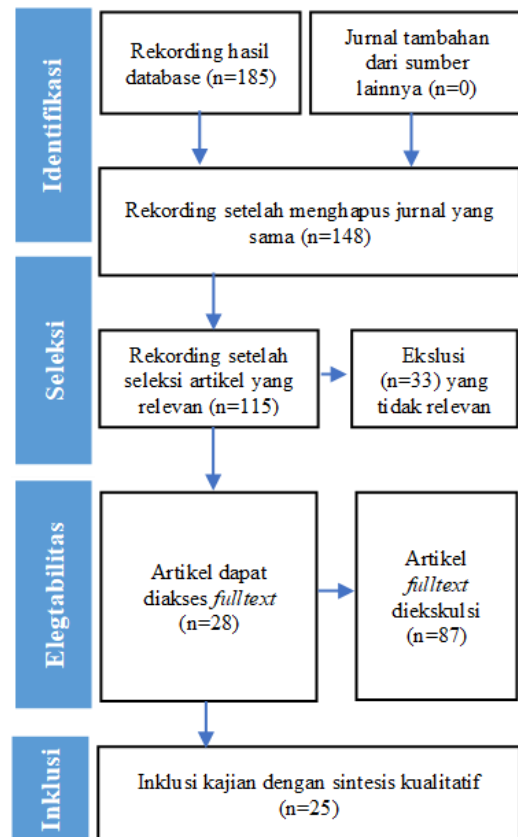 Identifikasi
Rekording hasil
database (n=185)
Jurnal tambahan
dari sumber
lainnya (n=0)
Rekording setelah menghapus jurnal yang
sama (n=148)
Seleksi
Rekording setelah
seleksi artikel yang
relevan (n=115)
Ekslusi
(n=33) yang
tidak relevan
Elegtabilitas
Artikel dapat
diakses fulltext
(n=28)
Artikel
fulltext
diekskulsi
(n=87)
Inklusi
Inklusi kajian dengan sintesis kualitatif
(n=25)